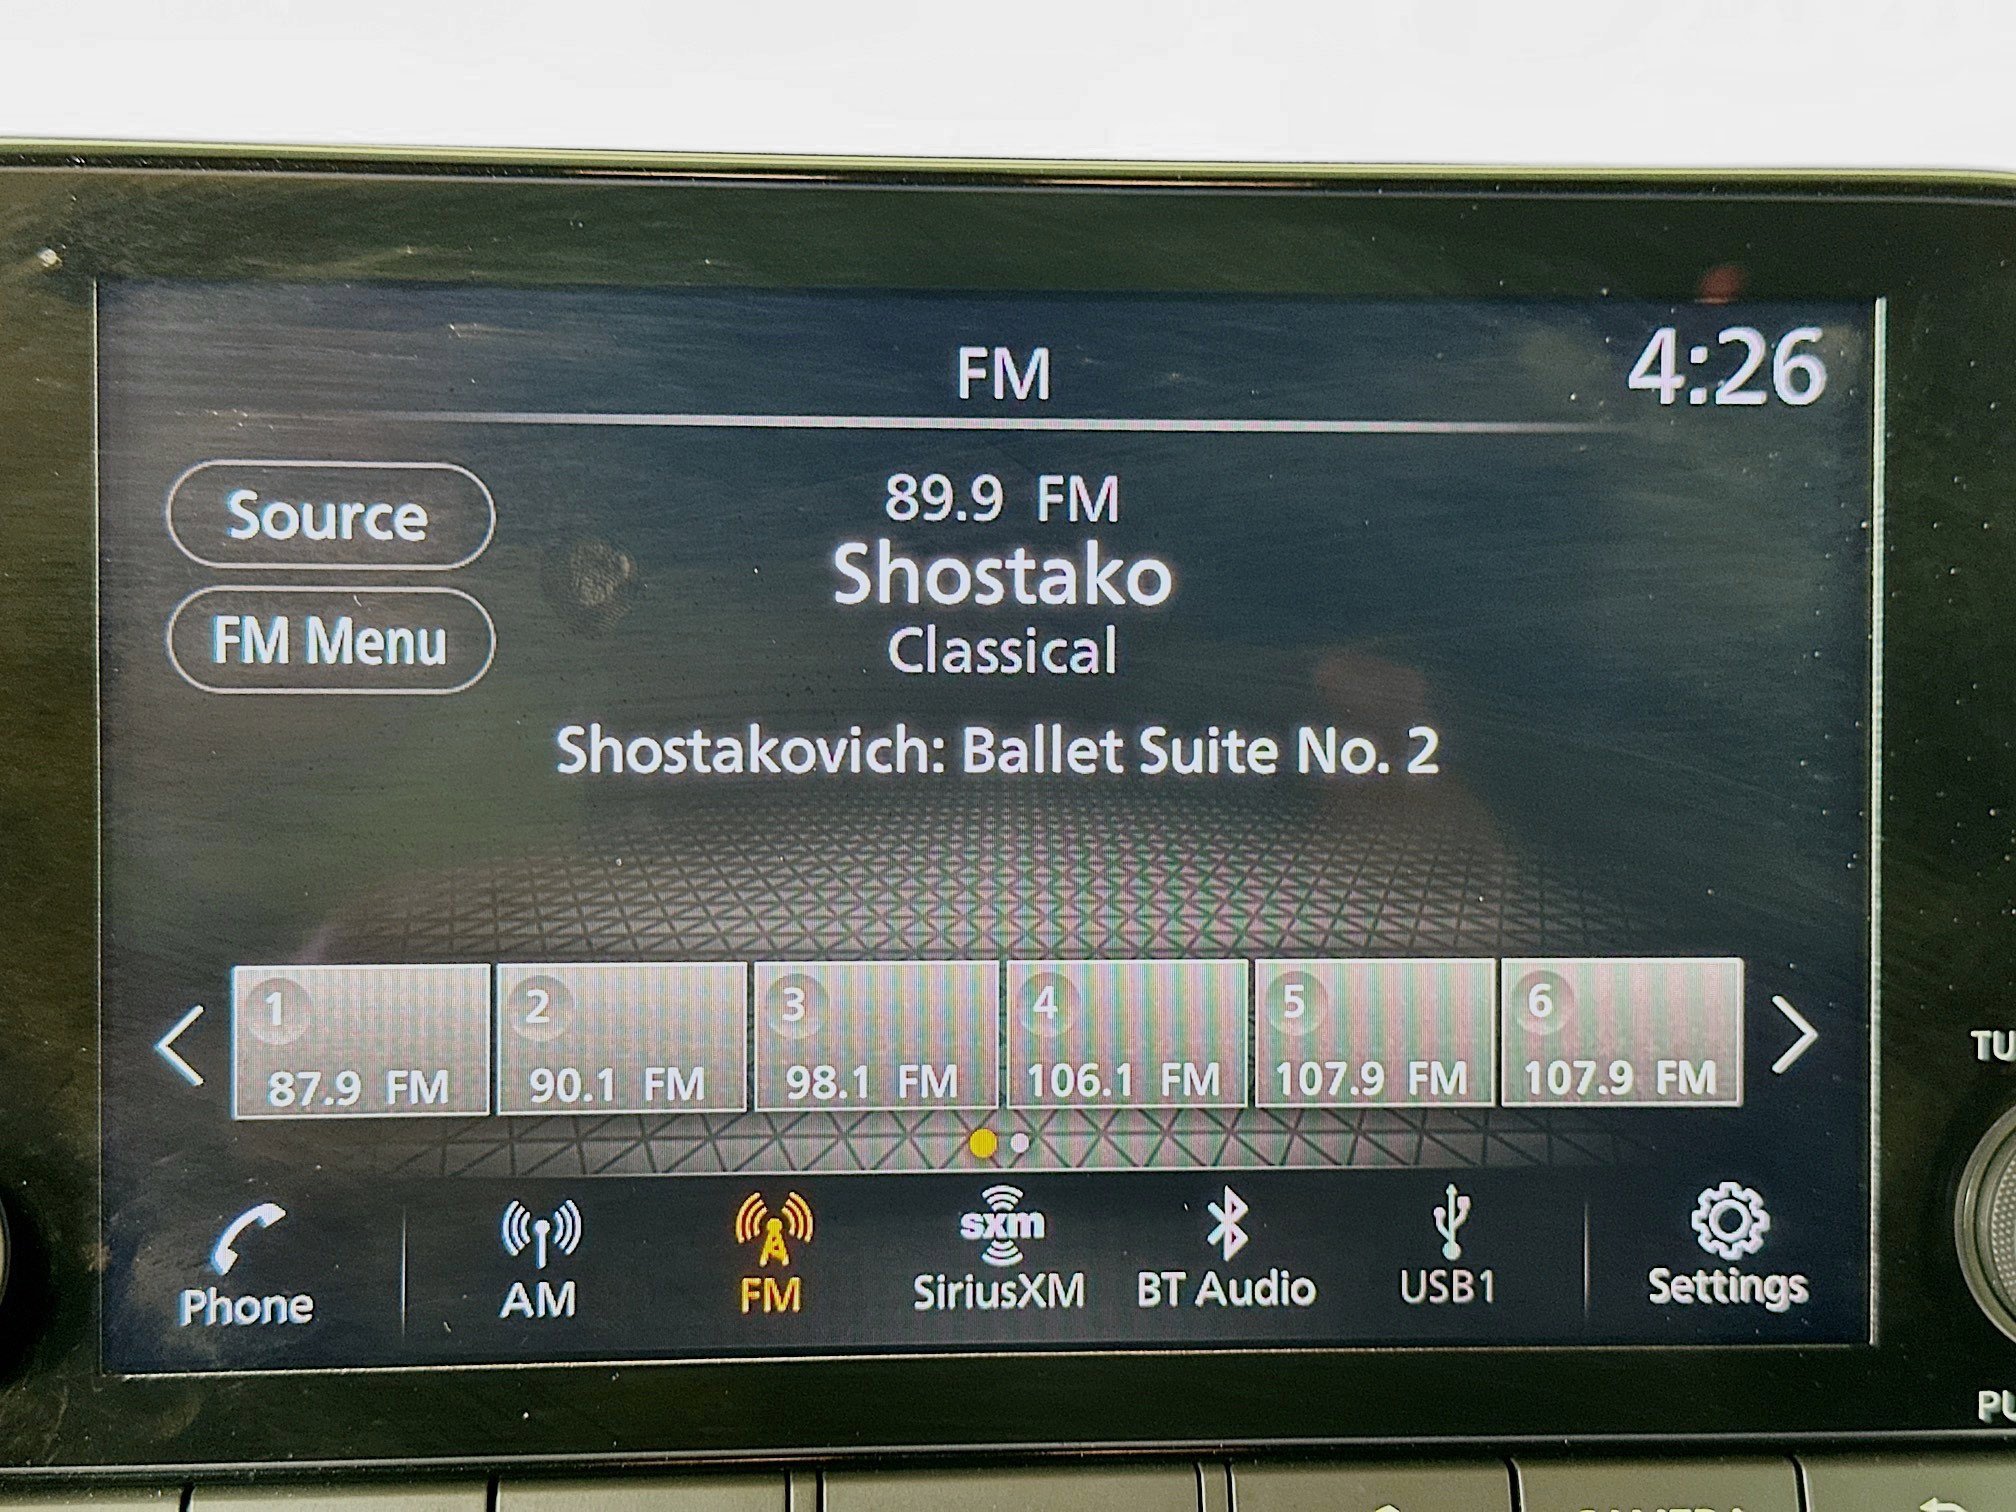 FM
4:26
Source
89.9 FM
Shostako
FM Menu
Classical
Shostakovich: Ballet Suite No. 2
1 2 3 4 5 6
87.9 FM 90.1 FM 98.1 FM 106.1 FM 107.9 FM 107.9 FM
TU
sxm
Phone AM FM SiriusXM BT Audio USB1 Settings
PU